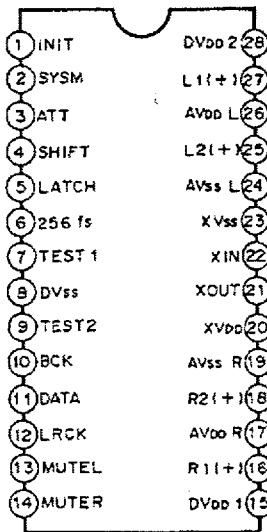 1 INIT DVDD 2 28
2 SYSM L1(+) 27
3 ATT AVDD L 26
4 SHIFT L2(+) 25
5 LATCH AVss L 24
6 256 fs XVss 23
7 TEST 1 XIN 22
8 DVss XOUT 21
9 TEST2 XVDD 20
10 BCK AVss R 19
11 DATA R2(+) 18
12 LRCK AVDD R 17
13 MUTEL R1(+) 16
14 MUTER DVDD 1 15